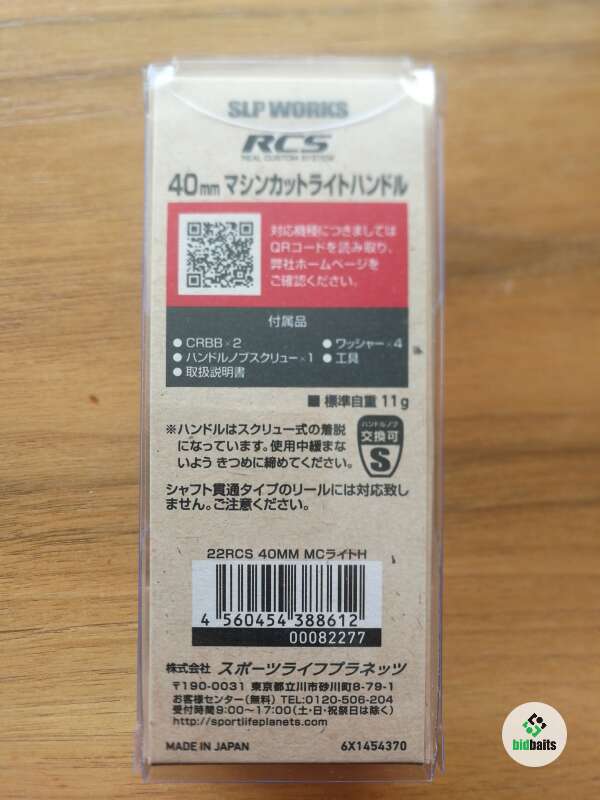 SLP WORKS
RCS
REAL CUSTOM SYSTEM
40mm マシンカットライトハンドル
対応機種につきましては
QRコードを読み取り、
弊社ホームページを
ご確認ください。
付属品
● CRBB×2
● ワッシャー×4
● ハンドルノブスクリュー×1
● 工具
● 取扱説明書
■ 標準自重 11g
※ハンドルはスクリュー式の着脱
になっています。使用中緩まな
いよう きつめに締めてください。
ハンドルノブ
交換可
S
シャフト貫通タイプのリールには対応致し
ません。ご注意ください。
22RCS 40MM MCライトH
4 560454 388612
00082277
株式会社 スポーツライフプラネッツ
〒190-0031 東京都立川市砂川町8-79-1
お客様センター(無料) TEL:0120-506-204
受付時間9:00~17:00(土・日・祝祭日は除く)
http://sportlifeplanets.com
MADE IN JAPAN
6X1454370
bidbaits